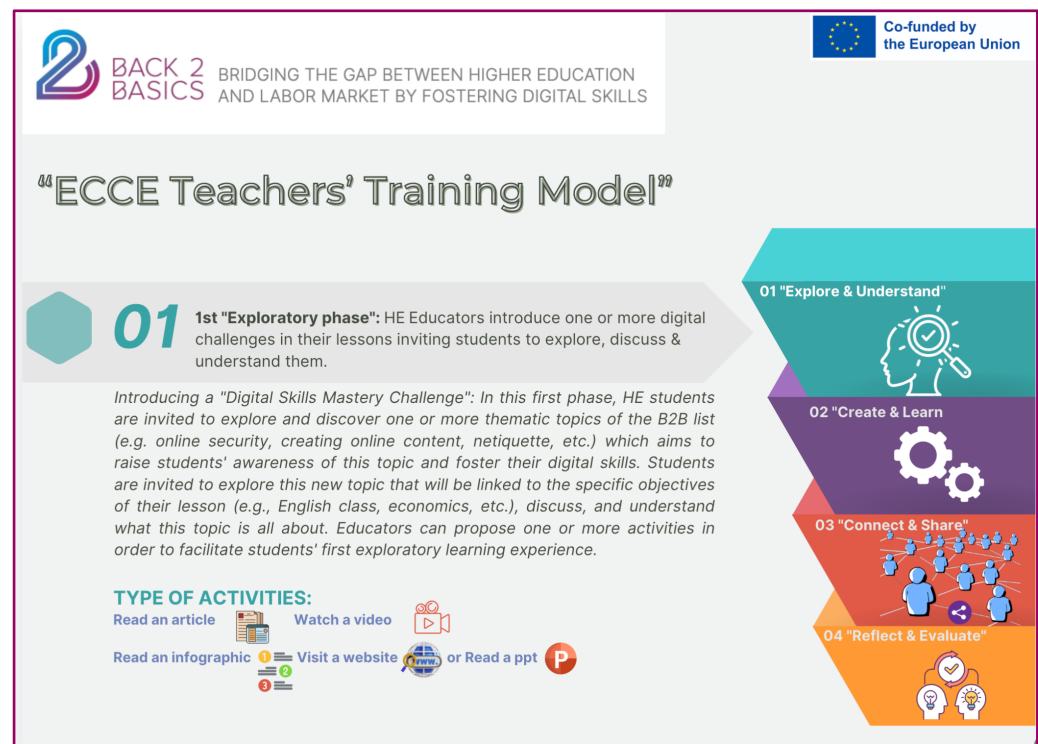 BACK 2
BASICS
BRIDGING THE GAP BETWEEN HIGHER EDUCATION
AND LABOR MARKET BY FOSTERING DIGITAL SKILLS
Co-funded by
the European Union
“ECCE Teachers’ Training Model”
01
1st "Exploratory phase": HE Educators introduce one or more digital
challenges in their lessons inviting students to explore, discuss &
understand them.
Introducing a "Digital Skills Mastery Challenge": In this first phase, HE students
are invited to explore and discover one or more thematic topics of the B2B list
(e.g. online security, creating online content, netiquette, etc.) which aims to
raise students' awareness of this topic and foster their digital skills. Students
are invited to explore this new topic that will be linked to the specific objectives
of their lesson (e.g., English class, economics, etc.), discuss, and understand
what this topic is all about. Educators can propose one or more activities in
order to facilitate students' first exploratory learning experience.
TYPE OF ACTIVITIES:
Read an article
Watch a video
Read an infographic
1
2
3
Visit a website
www.
or Read a ppt
P
01 "Explore & Understand"
02 "Create & Learn
03 "Connect & Share"
04 "Reflect & Evaluate"